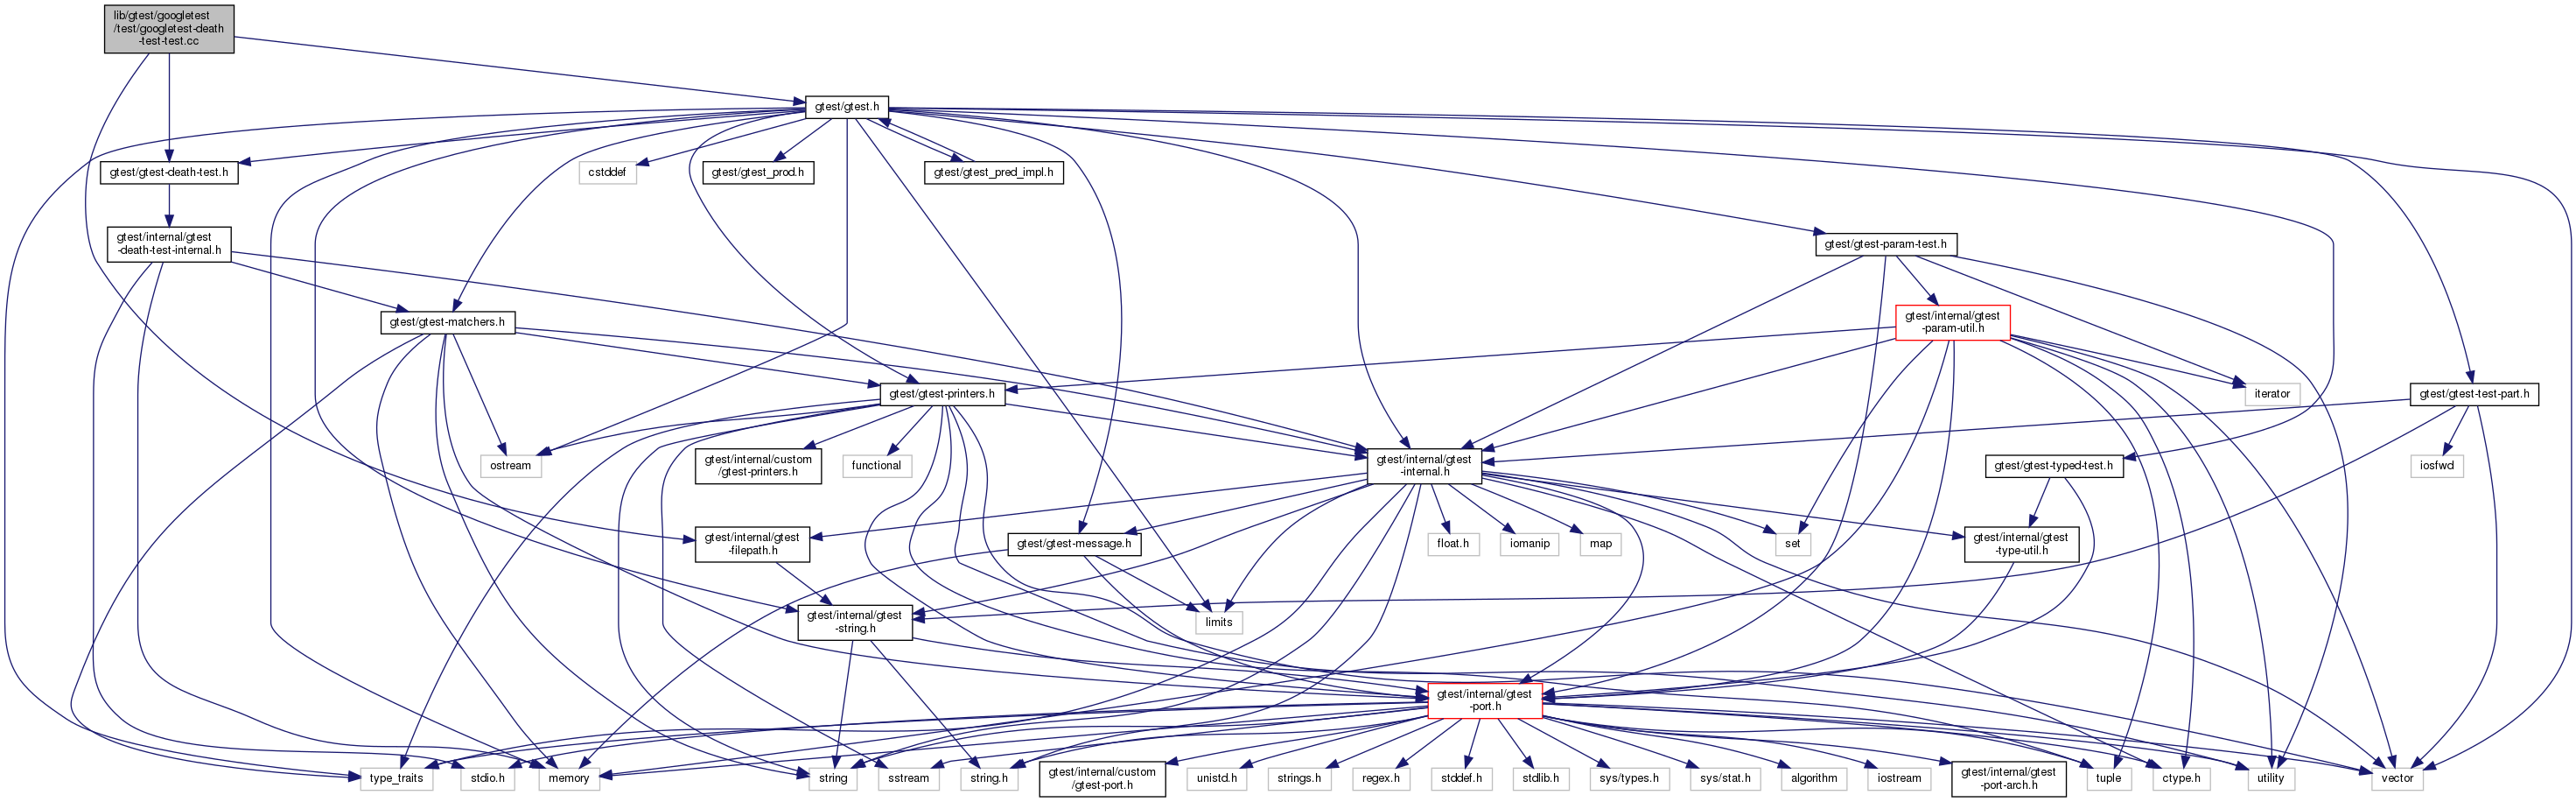 lib/gtest/googletest
/test/googletest-death
-test-test.cc
gtest/gtest.h
gtest/gtest-death-test.h
cstddef
gtest/gtest_prod.h
gtest/gtest_pred_impl.h
gtest/internal/gtest
-death-test-internal.h
gtest/gtest-param-test.h
gtest/gtest-matchers.h
gtest/internal/gtest
-param-util.h
gtest/gtest-printers.h
iterator
gtest/gtest-test-part.h
ostream
gtest/internal/custom
/gtest-printers.h
functional
gtest/internal/gtest
-internal.h
gtest/gtest-typed-test.h
iosfwd
gtest/internal/gtest
-filepath.h
gtest/gtest-message.h
float.h
iomanip
map
set
gtest/internal/gtest
-type-util.h
gtest/internal/gtest
-string.h
limits
gtest/internal/gtest
-port.h
type_traits
stdio.h
memory
string
sstream
string.h
gtest/internal/custom
/gtest-port.h
unistd.h
strings.h
regex.h
stddef.h
stdlib.h
sys/types.h
sys/stat.h
algorithm
iostream
gtest/internal/gtest
-port-arch.h
tuple
ctype.h
utility
vector